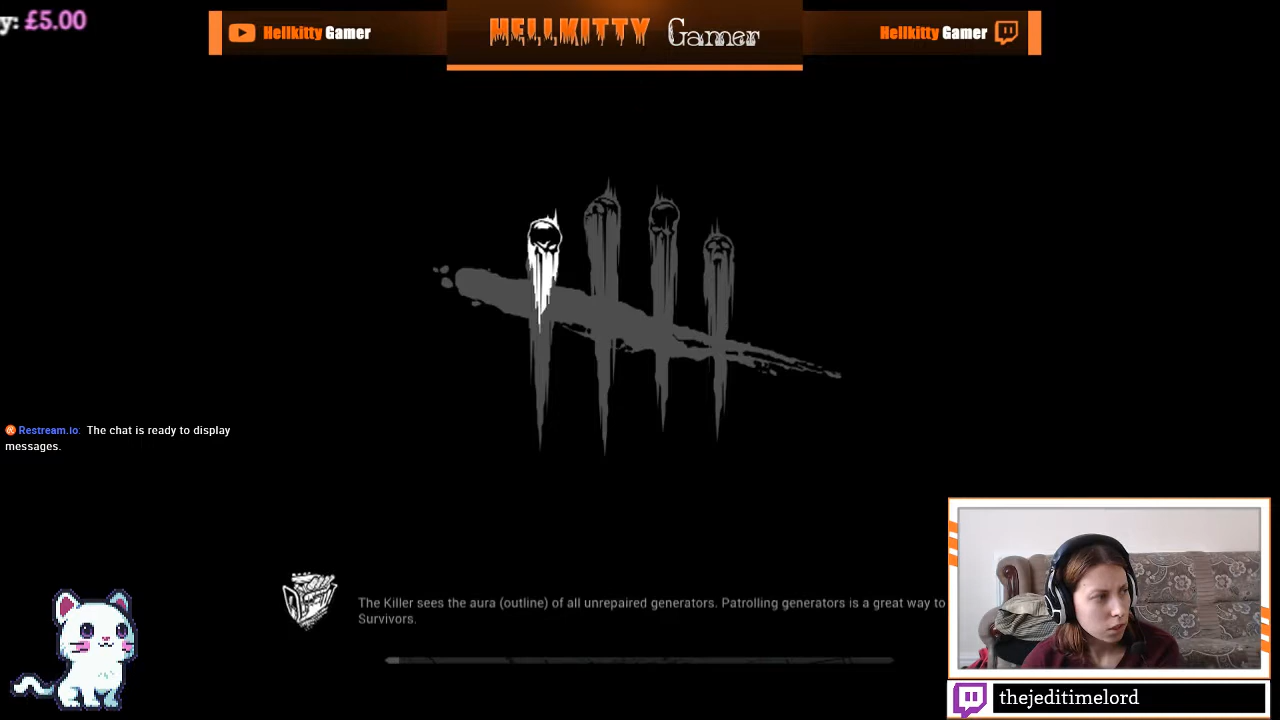 y: £5.00
Hellkitty Gamer
HELLKITTY Gamer
Hellkitty Gamer
Restream.io: The chat is ready to display
messages.
The Killer sees the aura (outline) of all unrepaired generators. Patrolling generators is a great way to
Survivors.
thejeditimelord